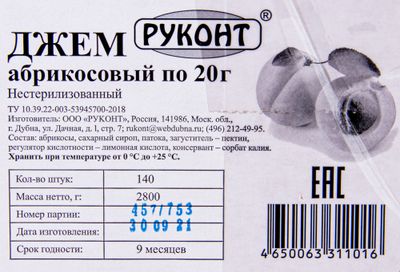 ДЖЕМ РУКОНТ ®
абрикосовый по 20г
Нестерилизованный
ТУ 10.39.22-003-53945700-2018
Изготовитель: ООО «РУКОНТ», Россия, 141986, Моск. обл.,
г. Дубна, ул. Дачная, д.1, стр. 7; rukont@webdubna.ru; (496) 212-49-95.
Состав: абрикосы, сахарный сироп, патока, загуститель – пектин,
регулятор кислотности – лимонная кислота, консервант – сорбат калия.
Хранить при температуре от 0 °С до +25 °С.
Кол-во штук: 140
Масса нетто, г: 2800
Номер партии: 457/753
Дата изготовления: 30 09 21
Срок годности: 9 месяцев
ЕАС
4 650063 311016